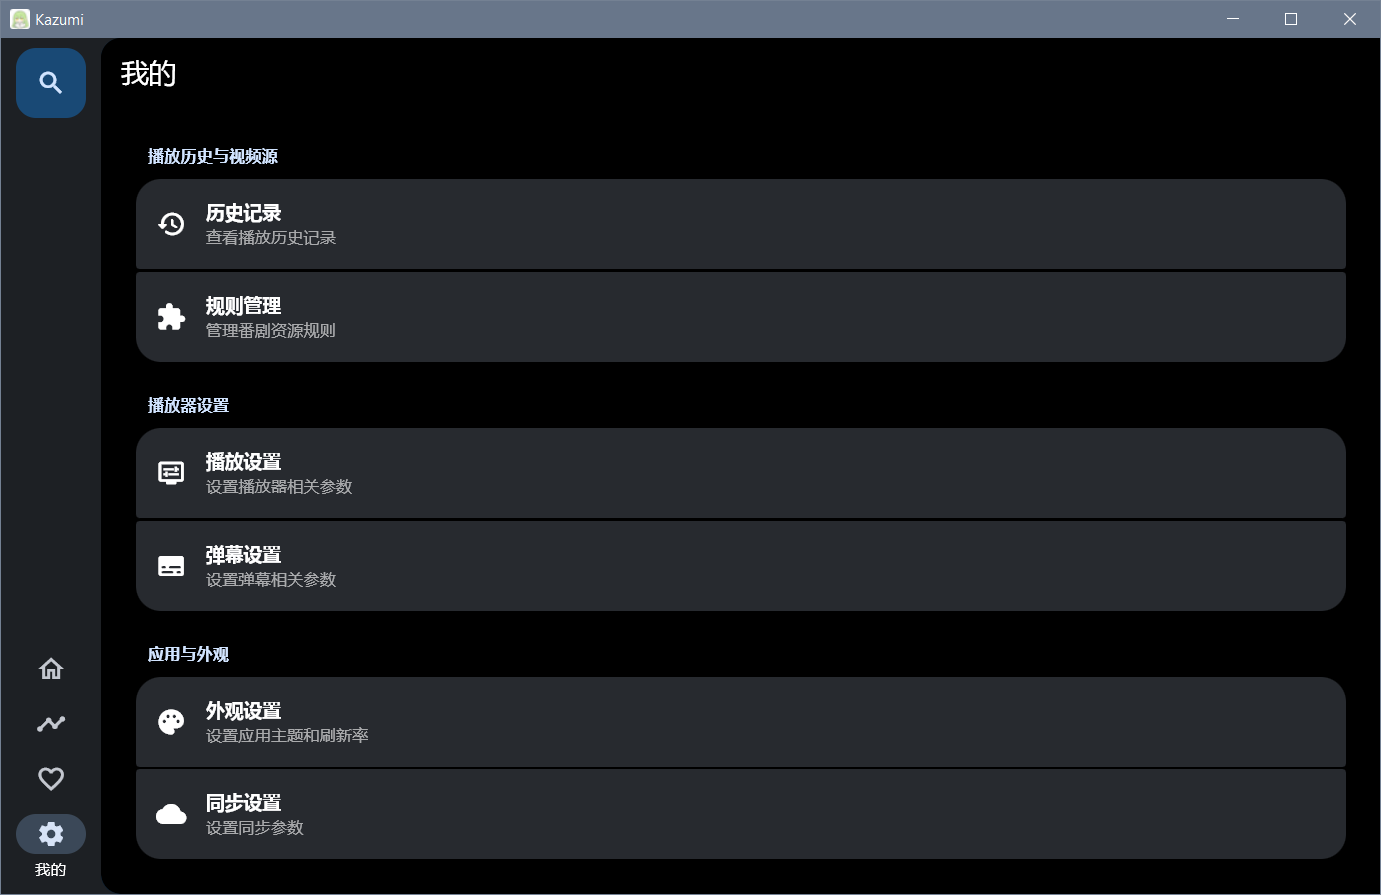 Kazumi
我的
播放历史与视频源
历史记录
查看播放历史记录
规则管理
管理番剧资源规则
播放器设置
播放设置
设置播放器相关参数
弹幕设置
设置弹幕相关参数
应用与外观
外观设置
设置应用主题和刷新率
同步设置
设置同步参数
我的